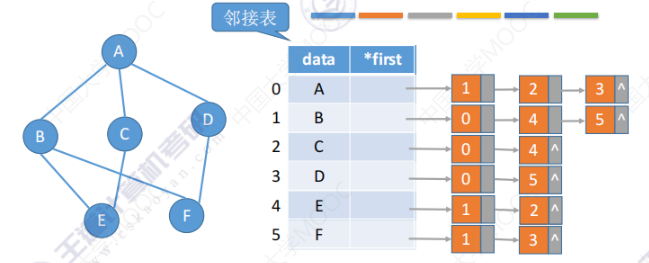 邻接表
data *first
A
B C D
E F
0 A 1 2 3 ^
1 B 0 4 5 ^
2 C 0 4 ^
3 D 0 5 ^
4 E 1 2 ^
5 F 1 3 ^